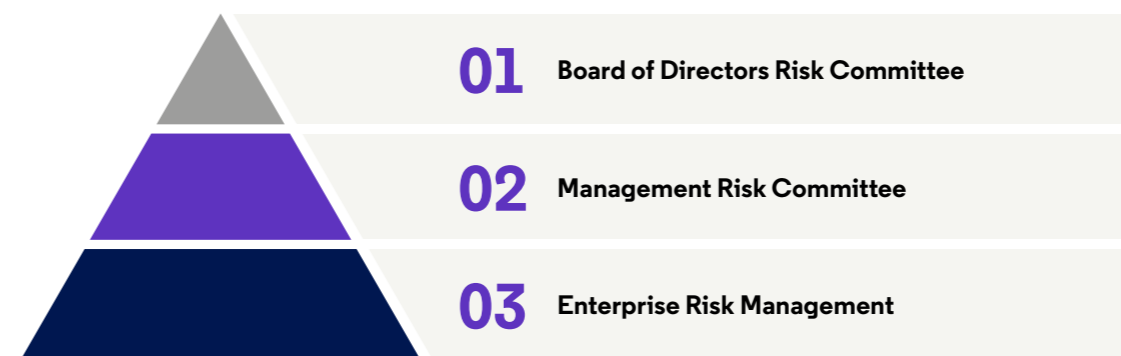 01 Board of Directors Risk Committee
02 Management Risk Committee
03 Enterprise Risk Management